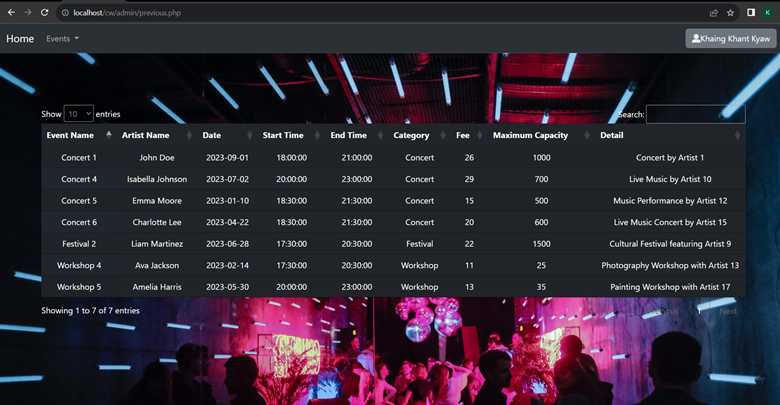 localhost/cw/admin/previous.php
K
Home Events Khaing Khant Kyaw
Show 10 entries Search:
Event Name Artist Name Date Start Time End Time Category Fee Maximum Capacity Detail
Concert 1 John Doe 2023-09-01 18:00:00 21:00:00 Concert 26 1000 Concert by Artist 1
Concert 4 Isabella Johnson 2023-07-02 20:00:00 23:00:00 Concert 29 700 Live Music by Artist 10
Concert 5 Emma Moore 2023-01-10 18:30:00 21:30:00 Concert 15 500 Music Performance by Artist 12
Concert 6 Charlotte Lee 2023-04-22 18:30:00 21:30:00 Concert 20 600 Live Music Concert by Artist 15
Festival 2 Liam Martinez 2023-06-28 17:30:00 20:30:00 Festival 22 1500 Cultural Festival featuring Artist 9
Workshop 4 Ava Jackson 2023-02-14 17:30:00 20:30:00 Workshop 11 25 Photography Workshop with Artist 13
Workshop 5 Amelia Harris 2023-05-30 20:00:00 23:00:00 Workshop 13 35 Painting Workshop with Artist 17
Showing 1 to 7 of 7 entries 1 Next